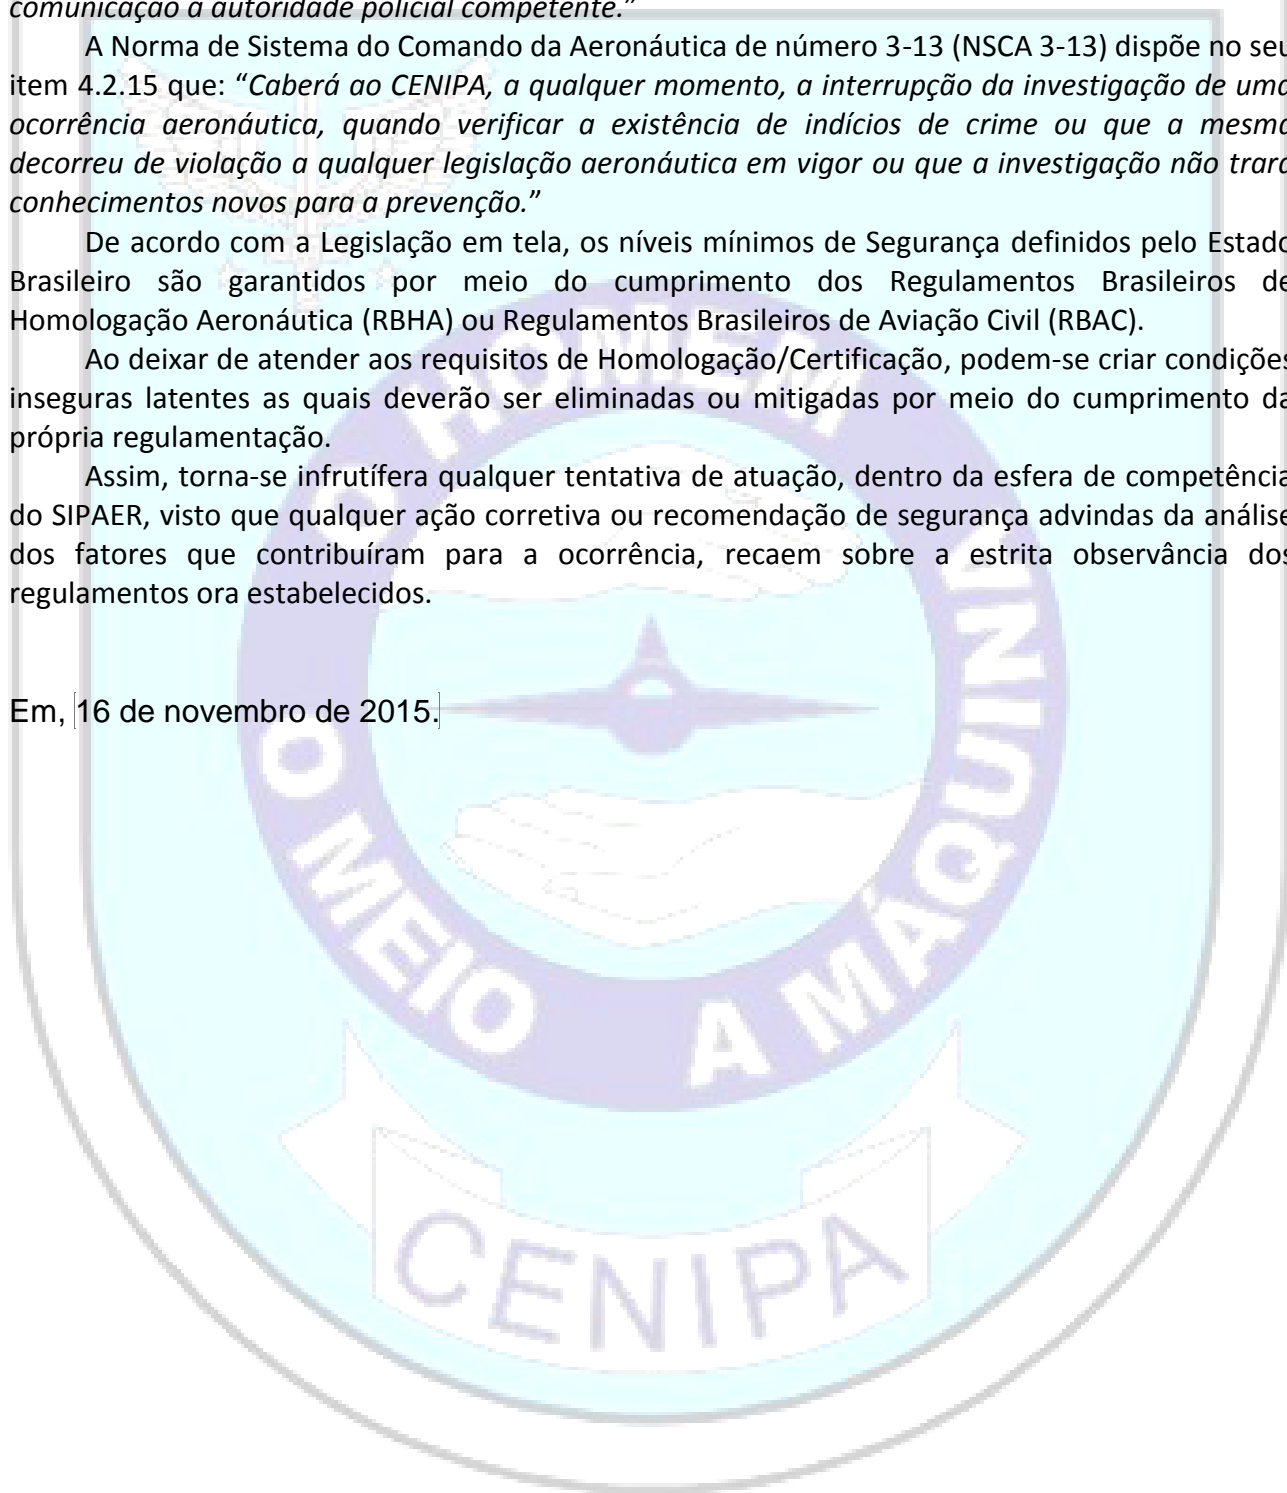 comunicação à autoridade policial competente."
A Norma de Sistema do Comando da Aeronáutica de número 3-13 (NSCA 3-13) dispõe no seu
item 4.2.15 que: “Caberá ao CENIPA, a qualquer momento, a interrupção da investigação de uma
ocorrência aeronáutica, quando verificar a existência de indícios de crime ou que a mesma
decorreu de violação a qualquer legislação aeronáutica em vigor ou que a investigação não trará
conhecimentos novos para a prevenção.”
De acordo com a Legislação em tela, os níveis mínimos de Segurança definidos pelo Estado
Brasileiro são garantidos por meio do cumprimento dos Regulamentos Brasileiros de
Homologação Aeronáutica (RBHA) ou Regulamentos Brasileiros de Aviação Civil (RBAC).
Ao deixar de atender aos requisitos de Homologação/Certificação, podem-se criar condições
inseguras latentes as quais deverão ser eliminadas ou mitigadas por meio do cumprimento da
própria regulamentação.
Assim, torna-se infrutífera qualquer tentativa de atuação, dentro da esfera de competência
do SIPAER, visto que qualquer ação corretiva ou recomendação de segurança advindas da análise
dos fatores que contribuíram para a ocorrência, recaem sobre a estrita observância dos
regulamentos ora estabelecidos.
Em, 16 de novembro de 2015.
O HOMEM
A MÁQUINA
O MEIO
CENIPA